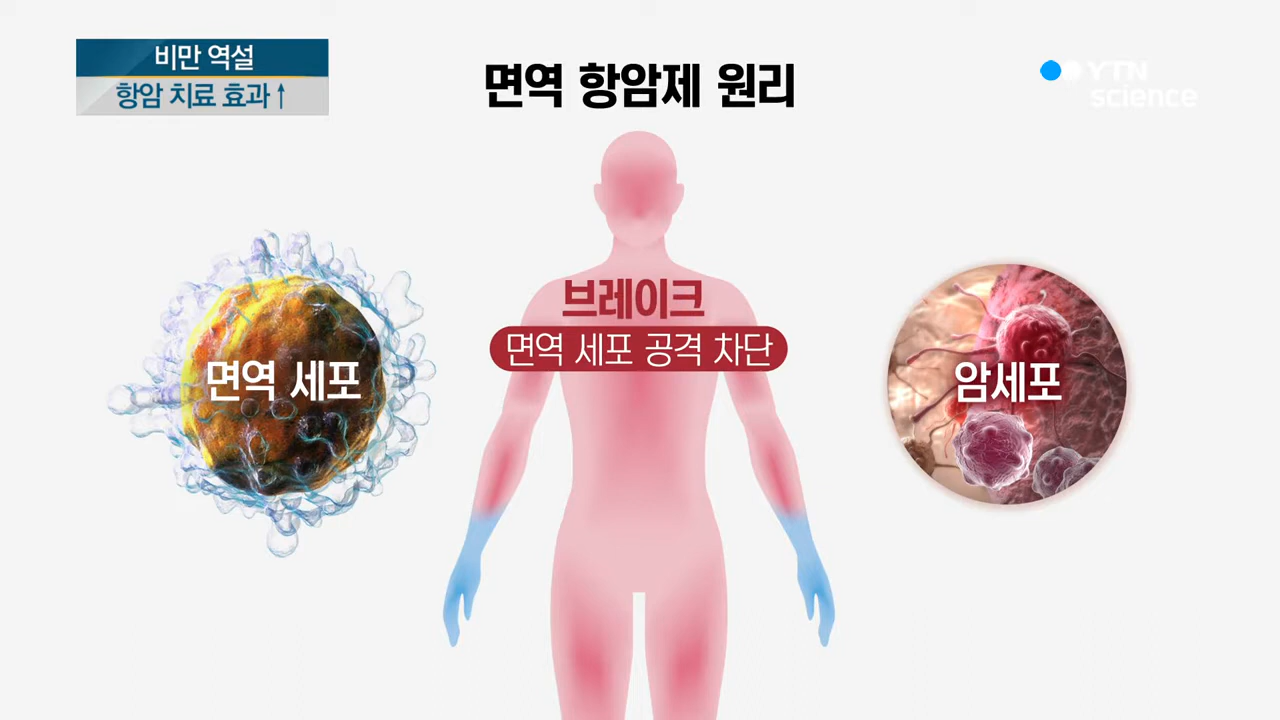 비만 역설
항암 치료 효과↑
면역 항암제 원리
YTN
science
브레이크
면역 세포 공격 차단
면역 세포
암세포